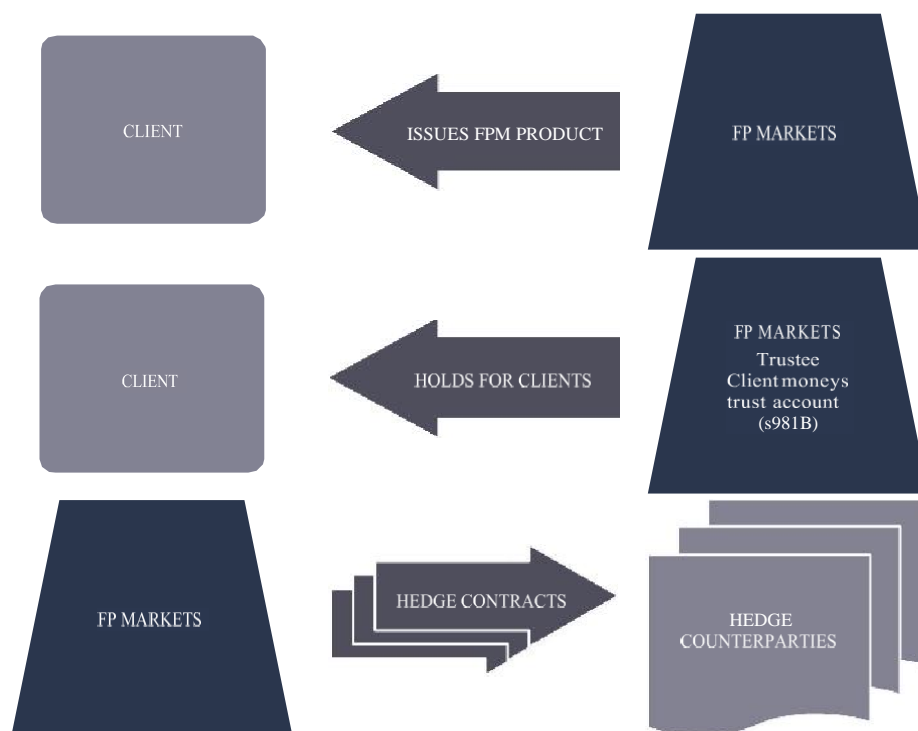 CLIENT
ISSUES FPM PRODUCT
FP MARKETS
CLIENT
HOLDS FOR CLIENTS
FP MARKETS
Trustee
Client moneys
trust account
(s981B)
FP MARKETS
HEDGE CONTRACTS
HEDGE
COUNTERPARTIES